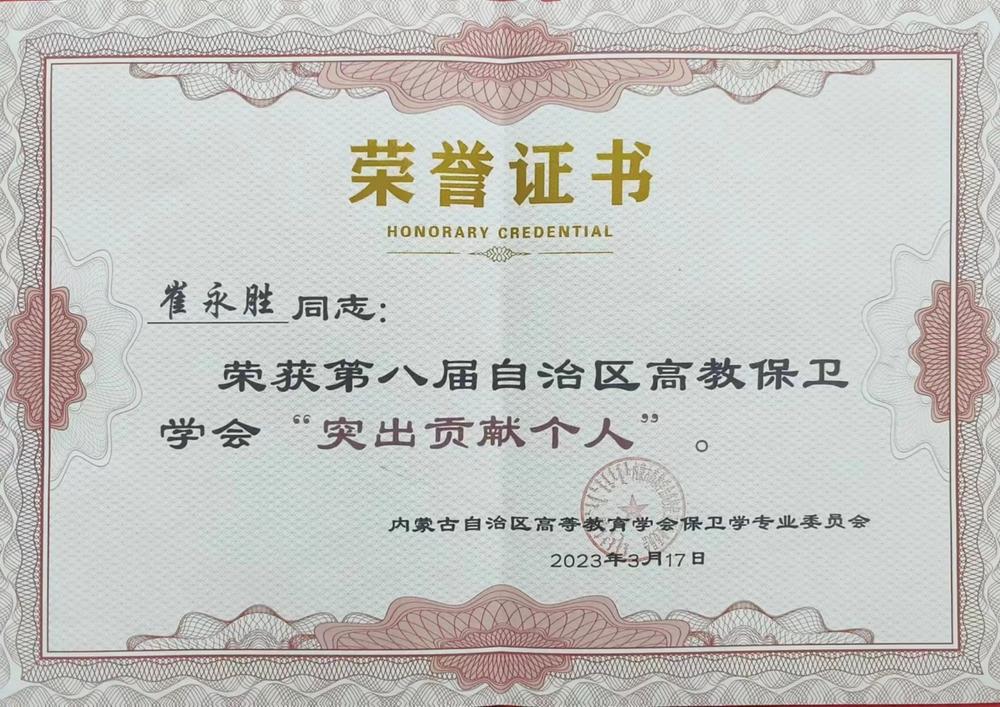 荣誉证书
HONORARY CREDENTIAL
崔永胜同志：
荣获第八届自治区高教保卫
学会“突出贡献个人”。
内蒙古自治区高等教育学会保卫学专业委员会
2023年3月17日